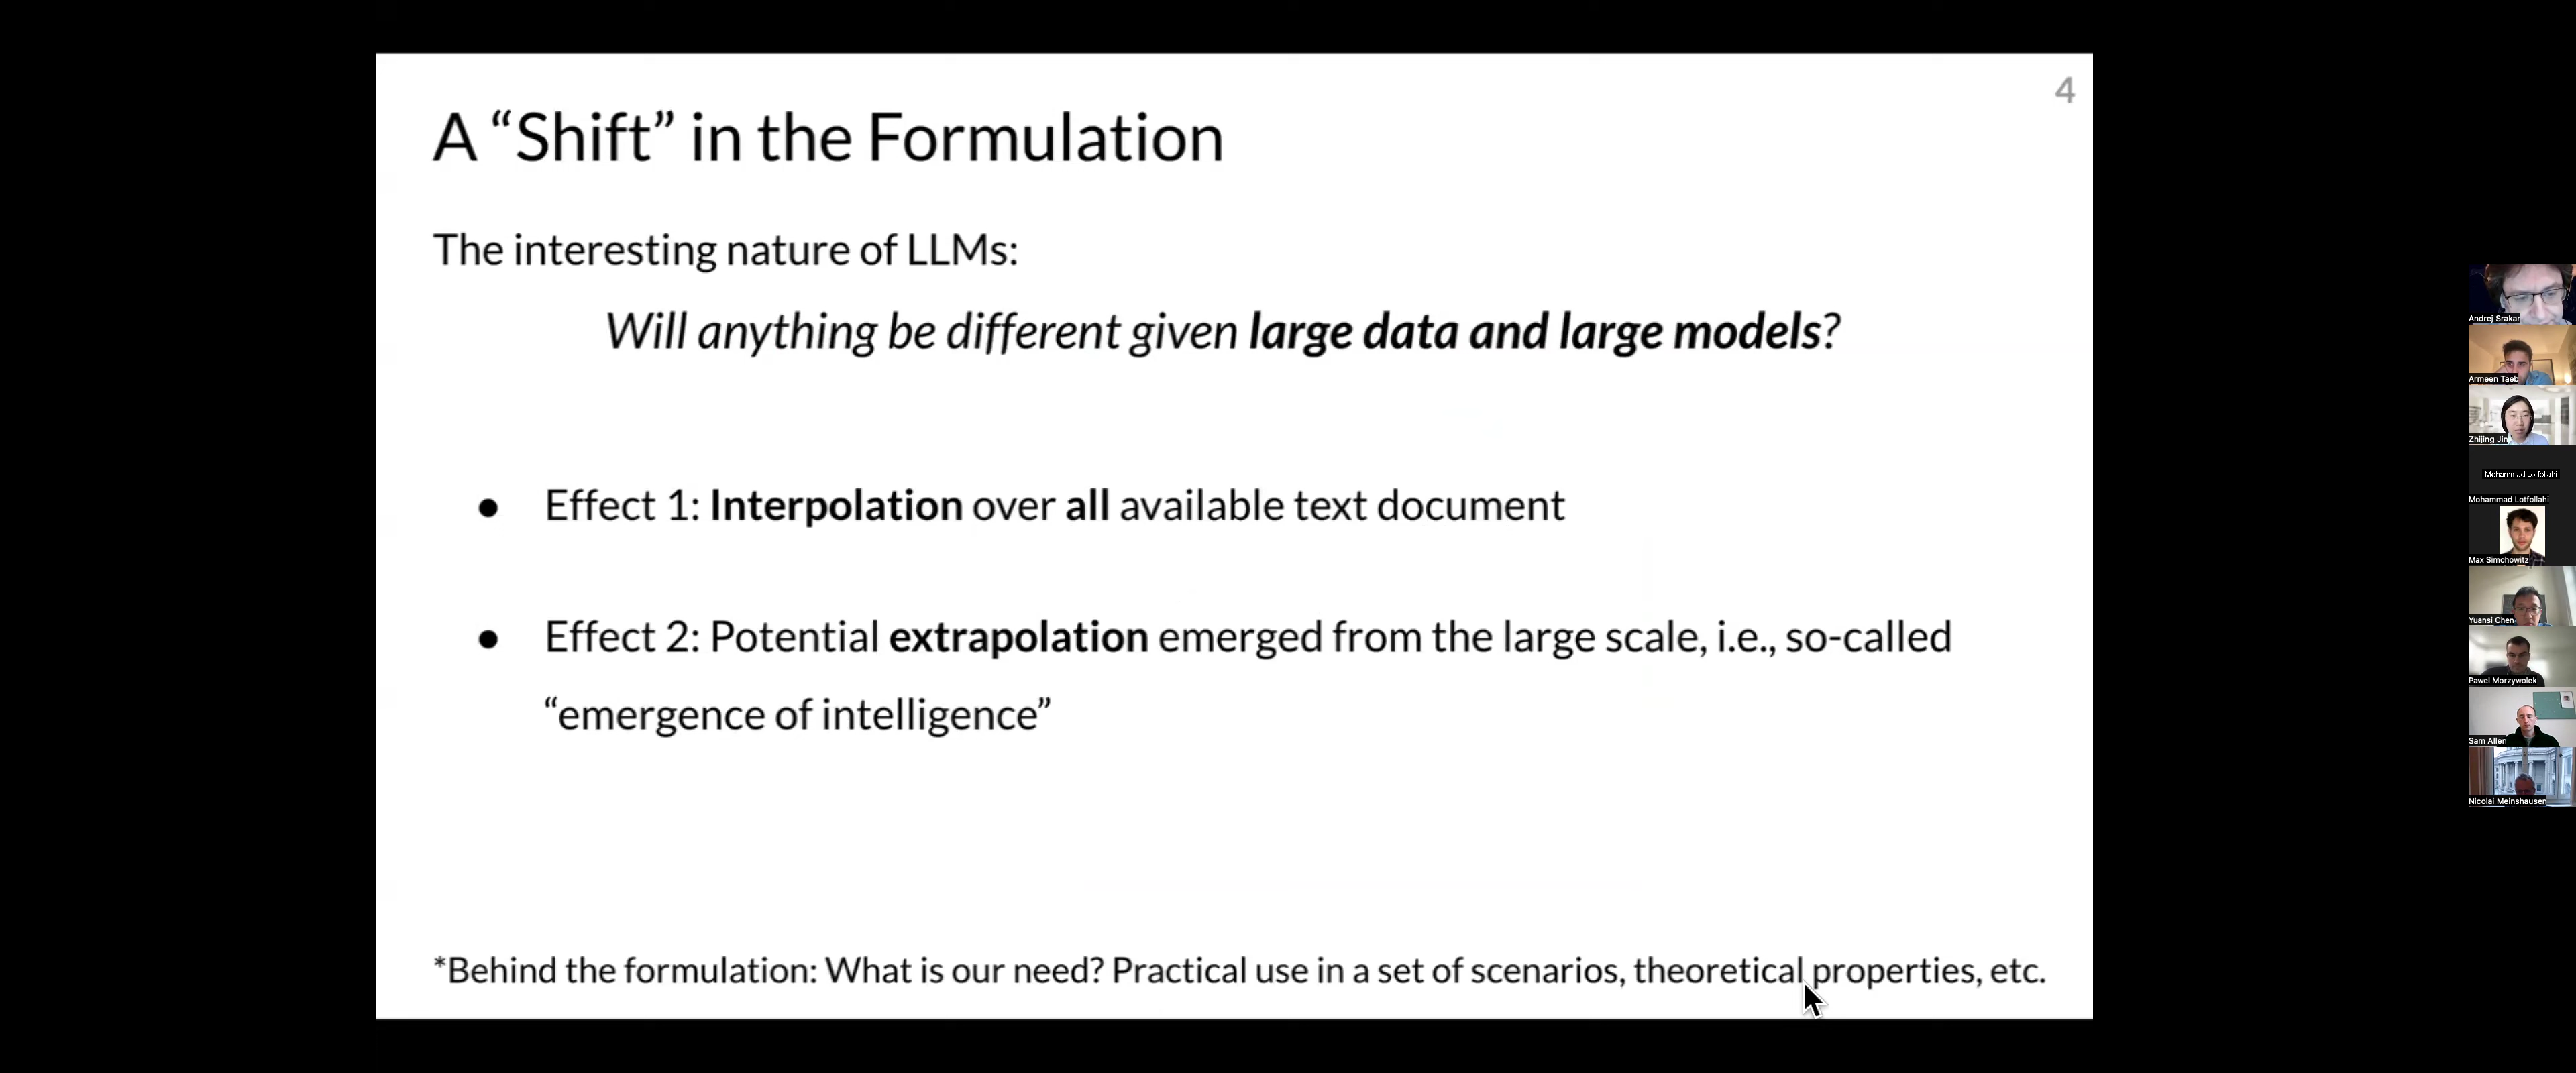 4
A “Shift” in the Formulation
The interesting nature of LLMs:
Will anything be different given large data and large models?
● Effect 1: Interpolation over all available text document
● Effect 2: Potential extrapolation emerged from the large scale, i.e., so-called
“emergence of intelligence”
*Behind the formulation: What is our need? Practical use in a set of scenarios, theoretical properties, etc.
Andrej Srakar
Armeen Taeb
Zhijing Jin
Mohammad Lotfollahi
Mohammad Lotfollahi
Max Simchowitz
Yuansi Chen
Pawel Morzywolek
Sam Allen
Nicolai Meinshausen